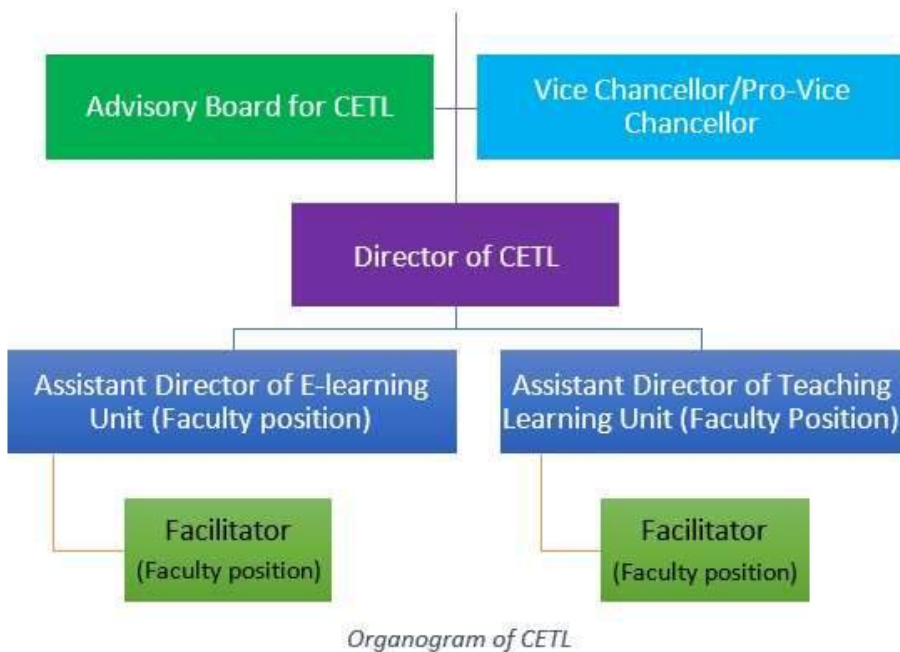 Advisory Board for CETL
Vice Chancellor/Pro-Vice
Chancellor
Director of CETL
Assistant Director of E-learning
Unit (Faculty position)
Assistant Director of Teaching
Learning Unit (Faculty Position)
Facilitator
(Faculty position)
Facilitator
(Faculty position)
Organogram of CETL